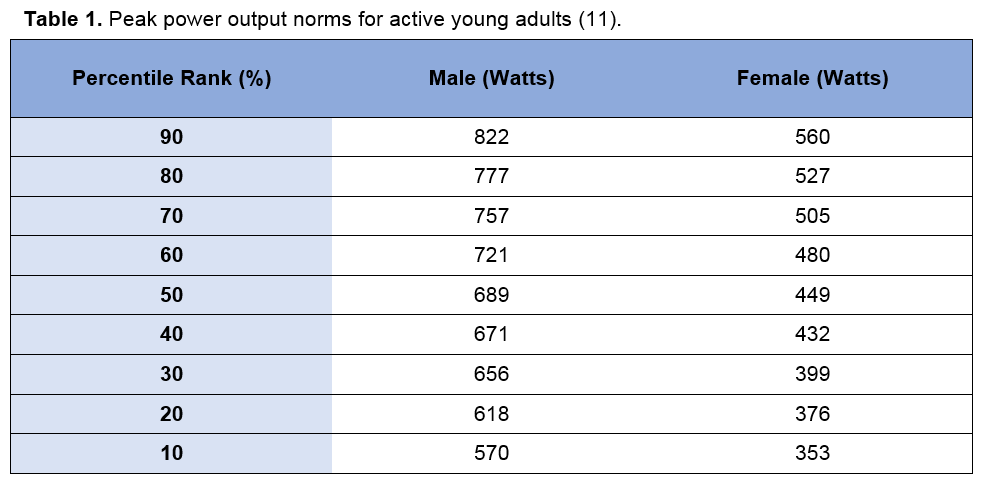 Table 1. Peak power output norms for active young adults (11).
Percentile Rank (%) Male (Watts) Female (Watts)
90 822 560
80 777 527
70 757 505
60 721 480
50 689 449
40 671 432
30 656 399
20 618 376
10 570 353